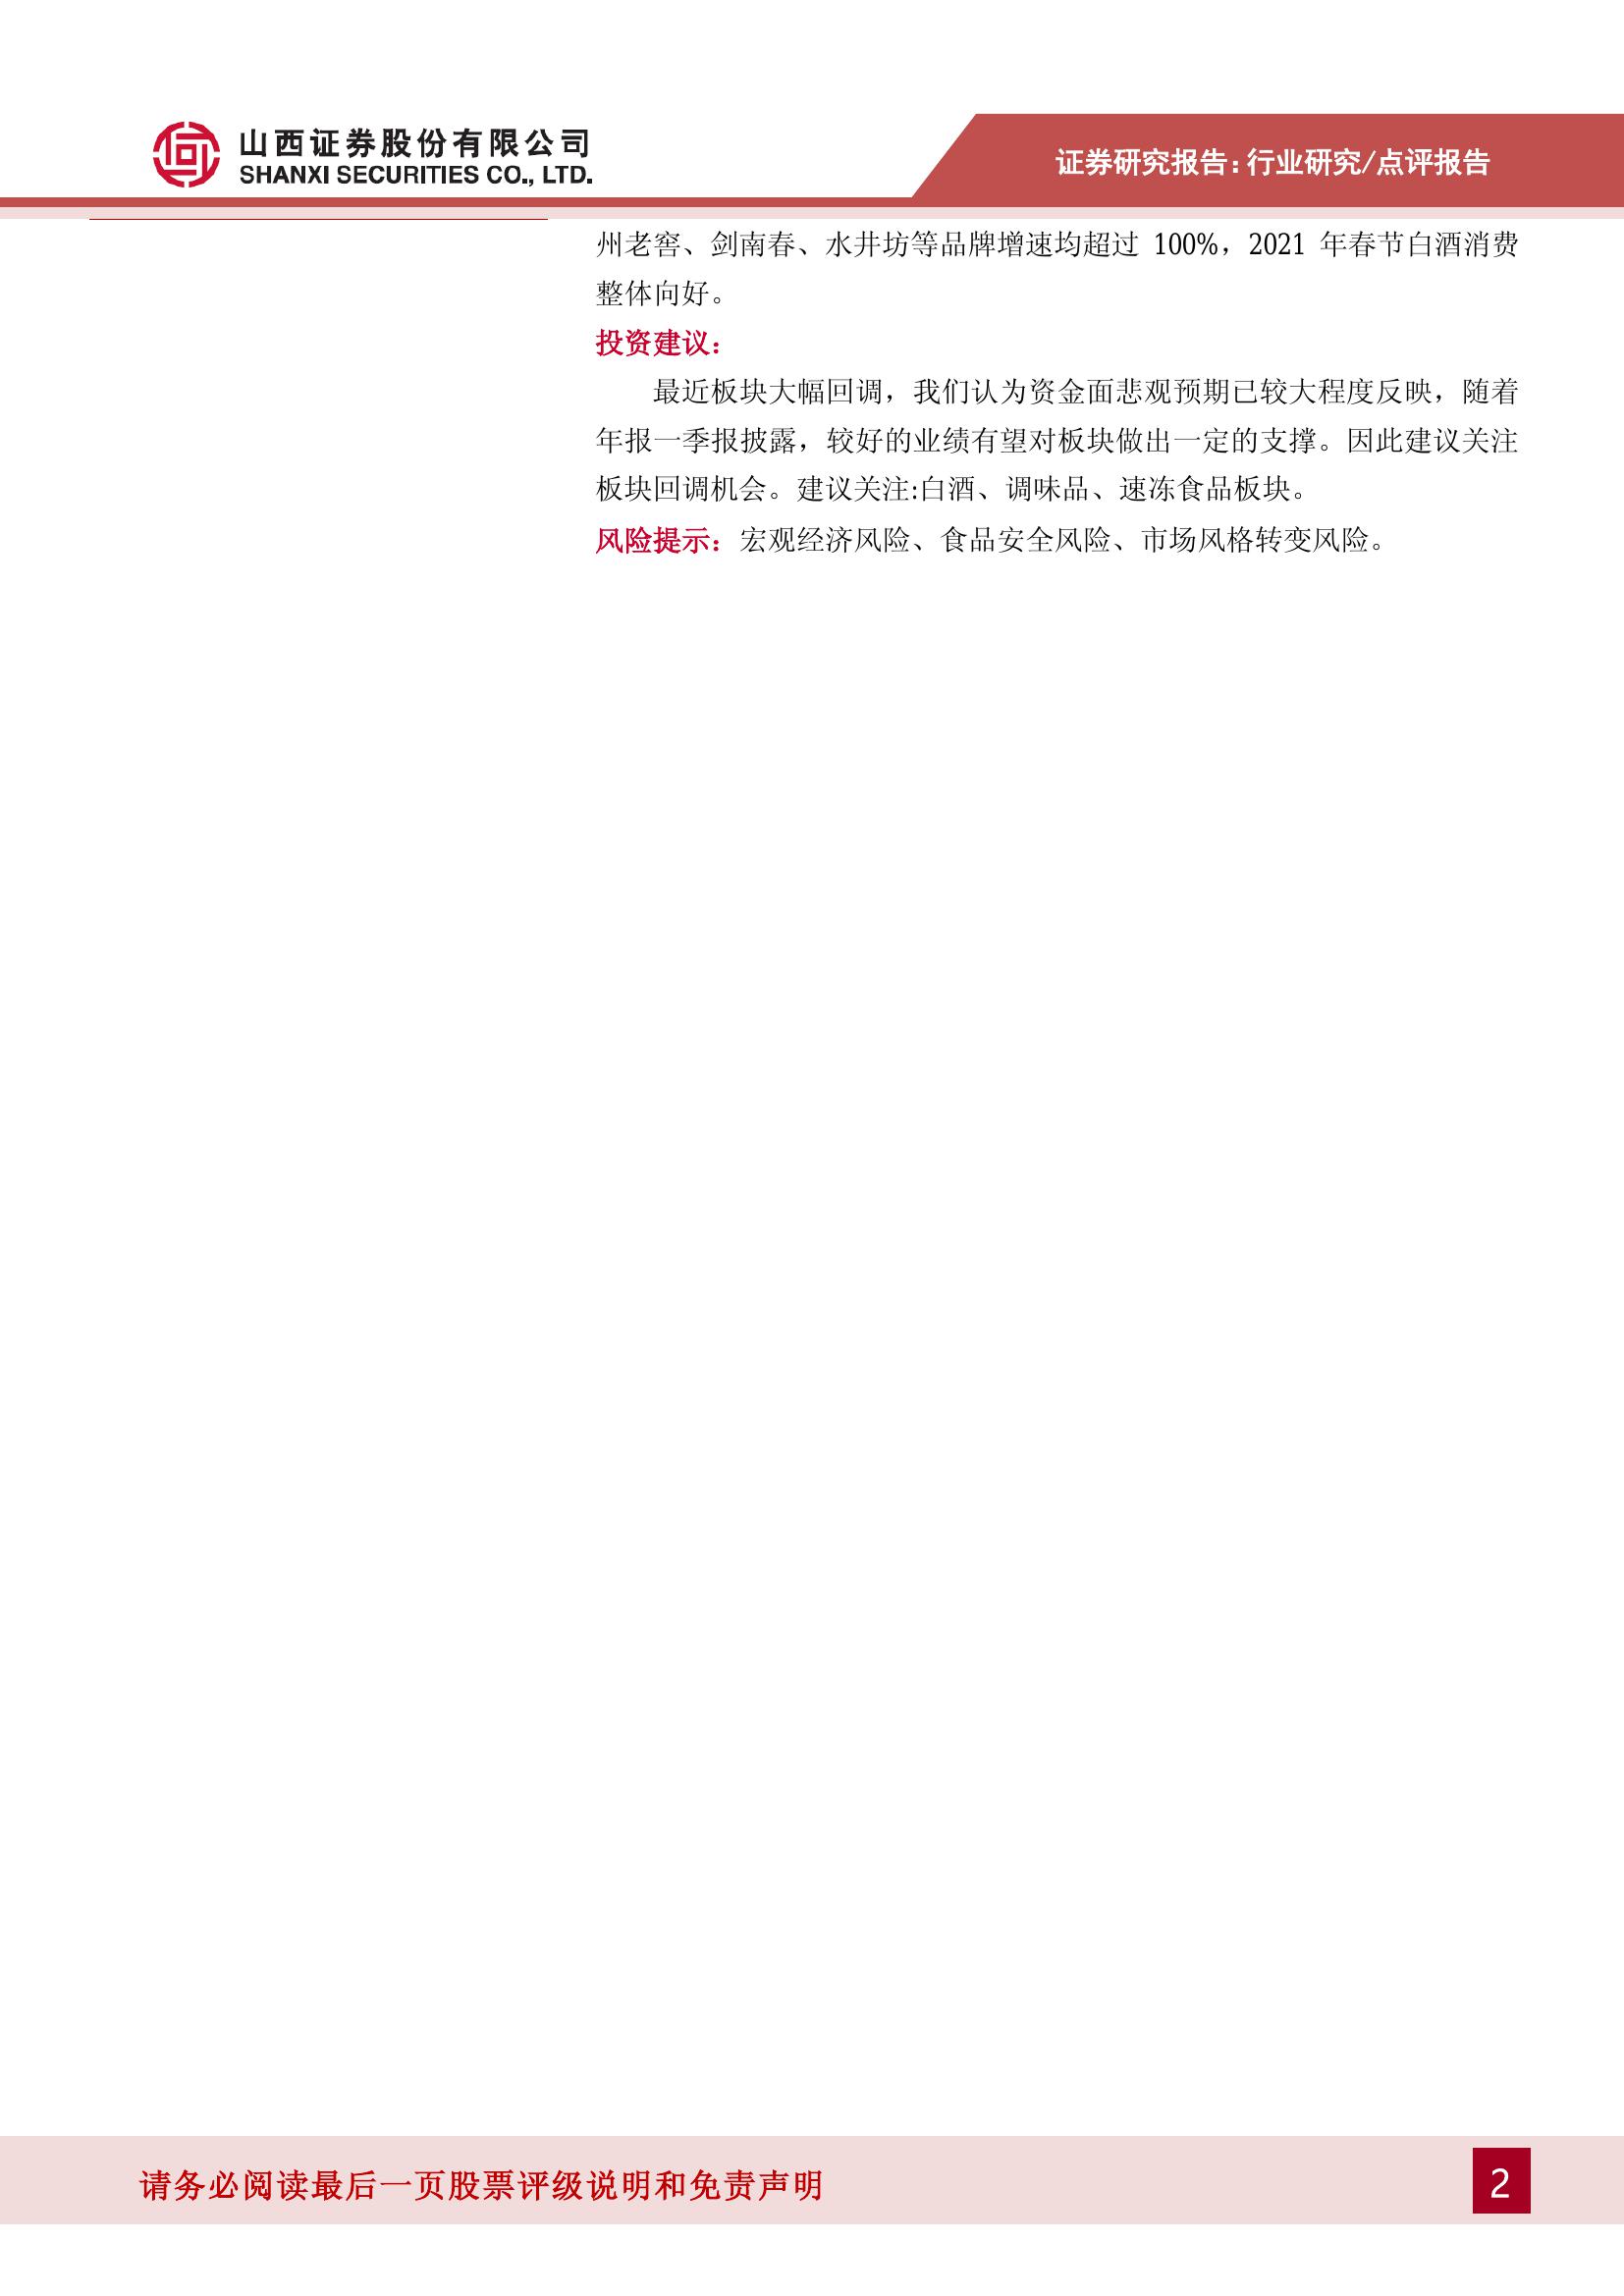 山西证券股份有限公司
SHANXI SECURITIES CO., LTD.
证券研究报告:行业研究/点评报告
州老窖、剑南春、水井坊等品牌增速均超过 100%，2021 年春节白酒消费
整体向好。
投资建议：
最近板块大幅回调，我们认为资金面悲观预期已较大程度反映，随着
年报一季报披露，较好的业绩有望对板块做出一定的支撑。因此建议关注
板块回调机会。建议关注:白酒、调味品、速冻食品板块。
风险提示：宏观经济风险、食品安全风险、市场风格转变风险。
请务必阅读最后一页股票评级说明和免责声明
2